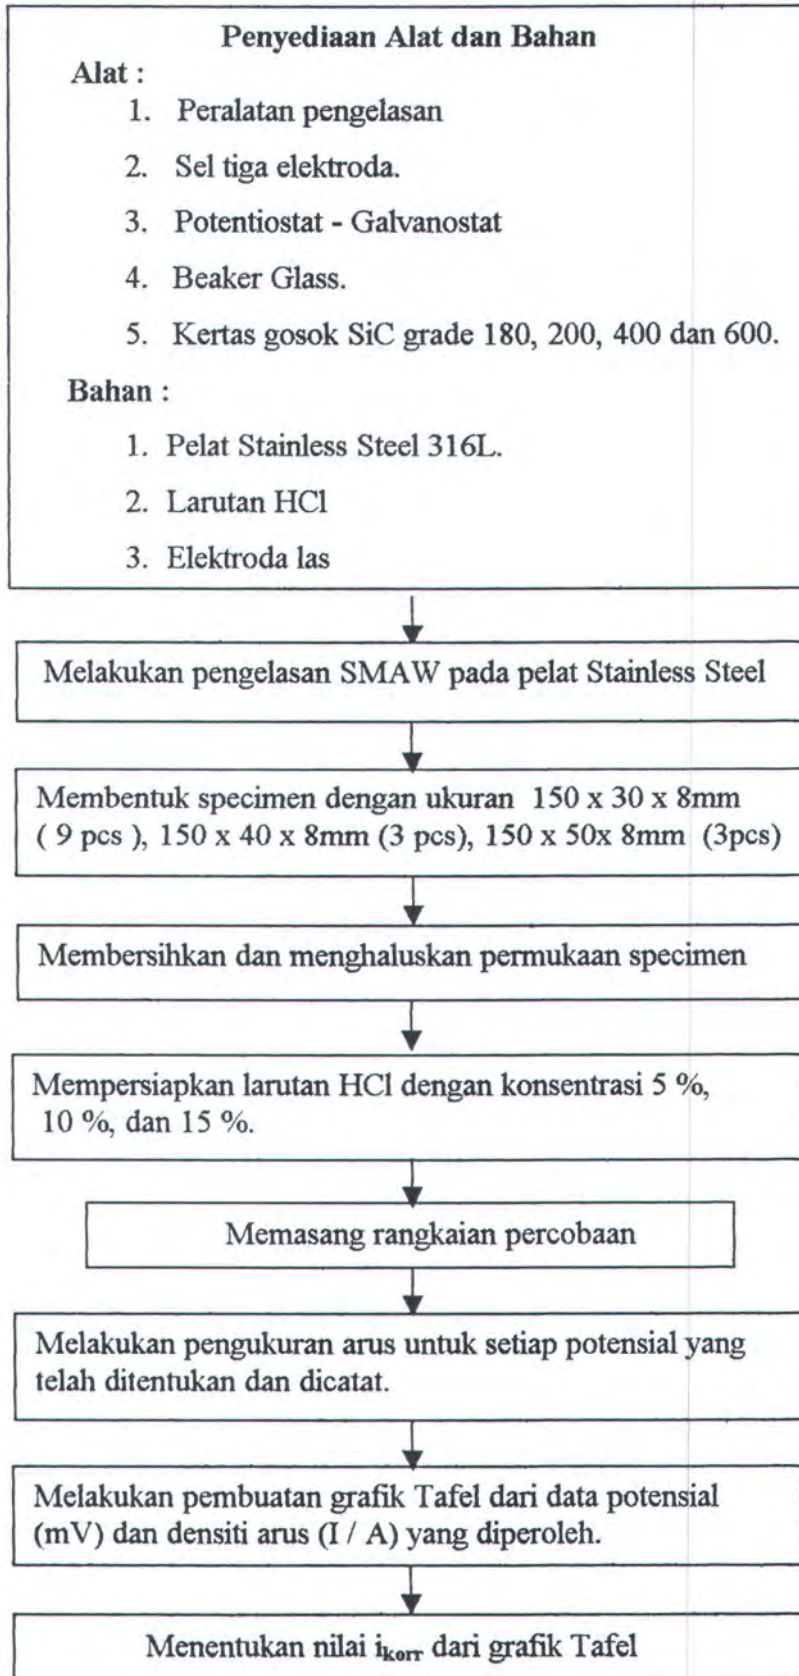 Penyediaan Alat dan Bahan
Alat :
1. Peralatan pengelasan
2. Sel tiga elektroda.
3. Potentiostat - Galvanostat
4. Beaker Glass.
5. Kertas gosok SiC grade 180, 200, 400 dan 600.
Bahan :
1. Pelat Stainless Steel 316L.
2. Larutan HCl
3. Elektroda las
Melakukan pengelasan SMAW pada pelat Stainless Steel
Membentuk specimen dengan ukuran 150 x 30 x 8mm
( 9 pcs ), 150 x 40 x 8mm (3 pcs), 150 x 50x 8mm (3pcs)
Membersihkan dan menghaluskan permukaan specimen
Mempersiapkan larutan HCl dengan konsentrasi 5 %,
10 %, dan 15 %.
Memasang rangkaian percobaan
Melakukan pengukuran arus untuk setiap potensial yang
telah ditentukan dan dicatat.
Melakukan pembuatan grafik Tafel dari data potensial
(mV) dan densiti arus (I / A) yang diperoleh.
Menentukan nilai ikorr dari grafik Tafel